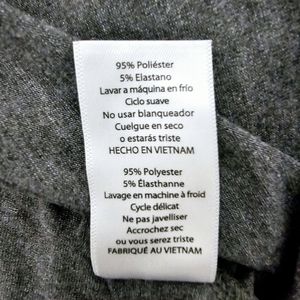 95% Poliéster
5% Elastano
Lavar a máquina en frío
Ciclo suave
No usar blanqueador
Cuelgue en seco
o estarás triste
HECHO EN VIETNAM
95% Polyester
5% Élasthanne
Lavage en machine à froid
Cycle délicat
Ne pas javelliser
Accrochez sec
ou vous serez triste
FABRIQUÉ AU VIETNAM